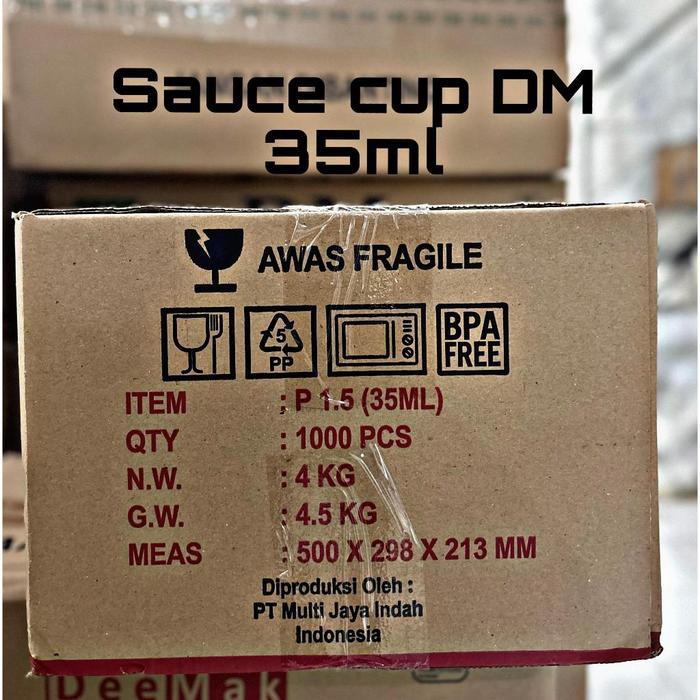 Sauce cup DM
35ml
AWAS FRAGILE
5
PP
BPA
FREE
ITEM : P 1.5 (35ML)
QTY : 1000 PCS
N.W. : 4 KG
G.W. : 4.5 KG
MEAS : 500 X 298 X 213 MM
Diproduksi Oleh :
PT Multi Jaya Indah
Indonesia
DeeMak